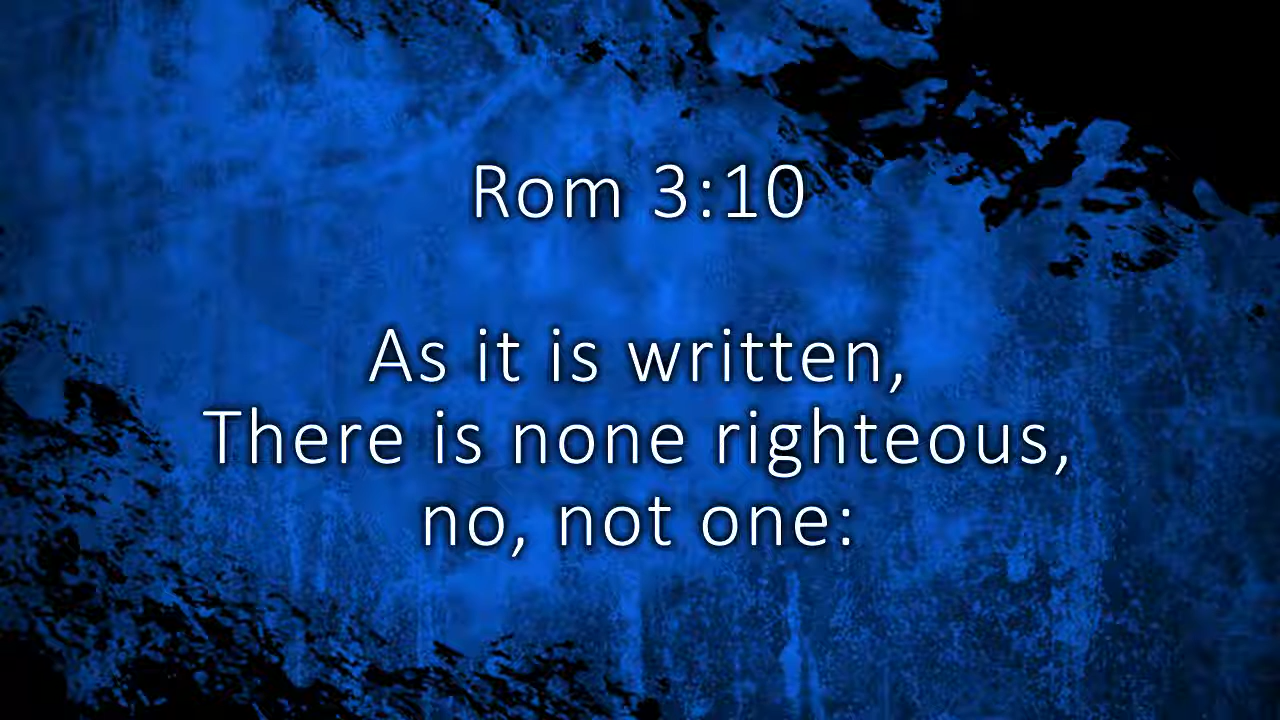 Rom 3:10
As it is written,
There is none righteous,
no, not one: